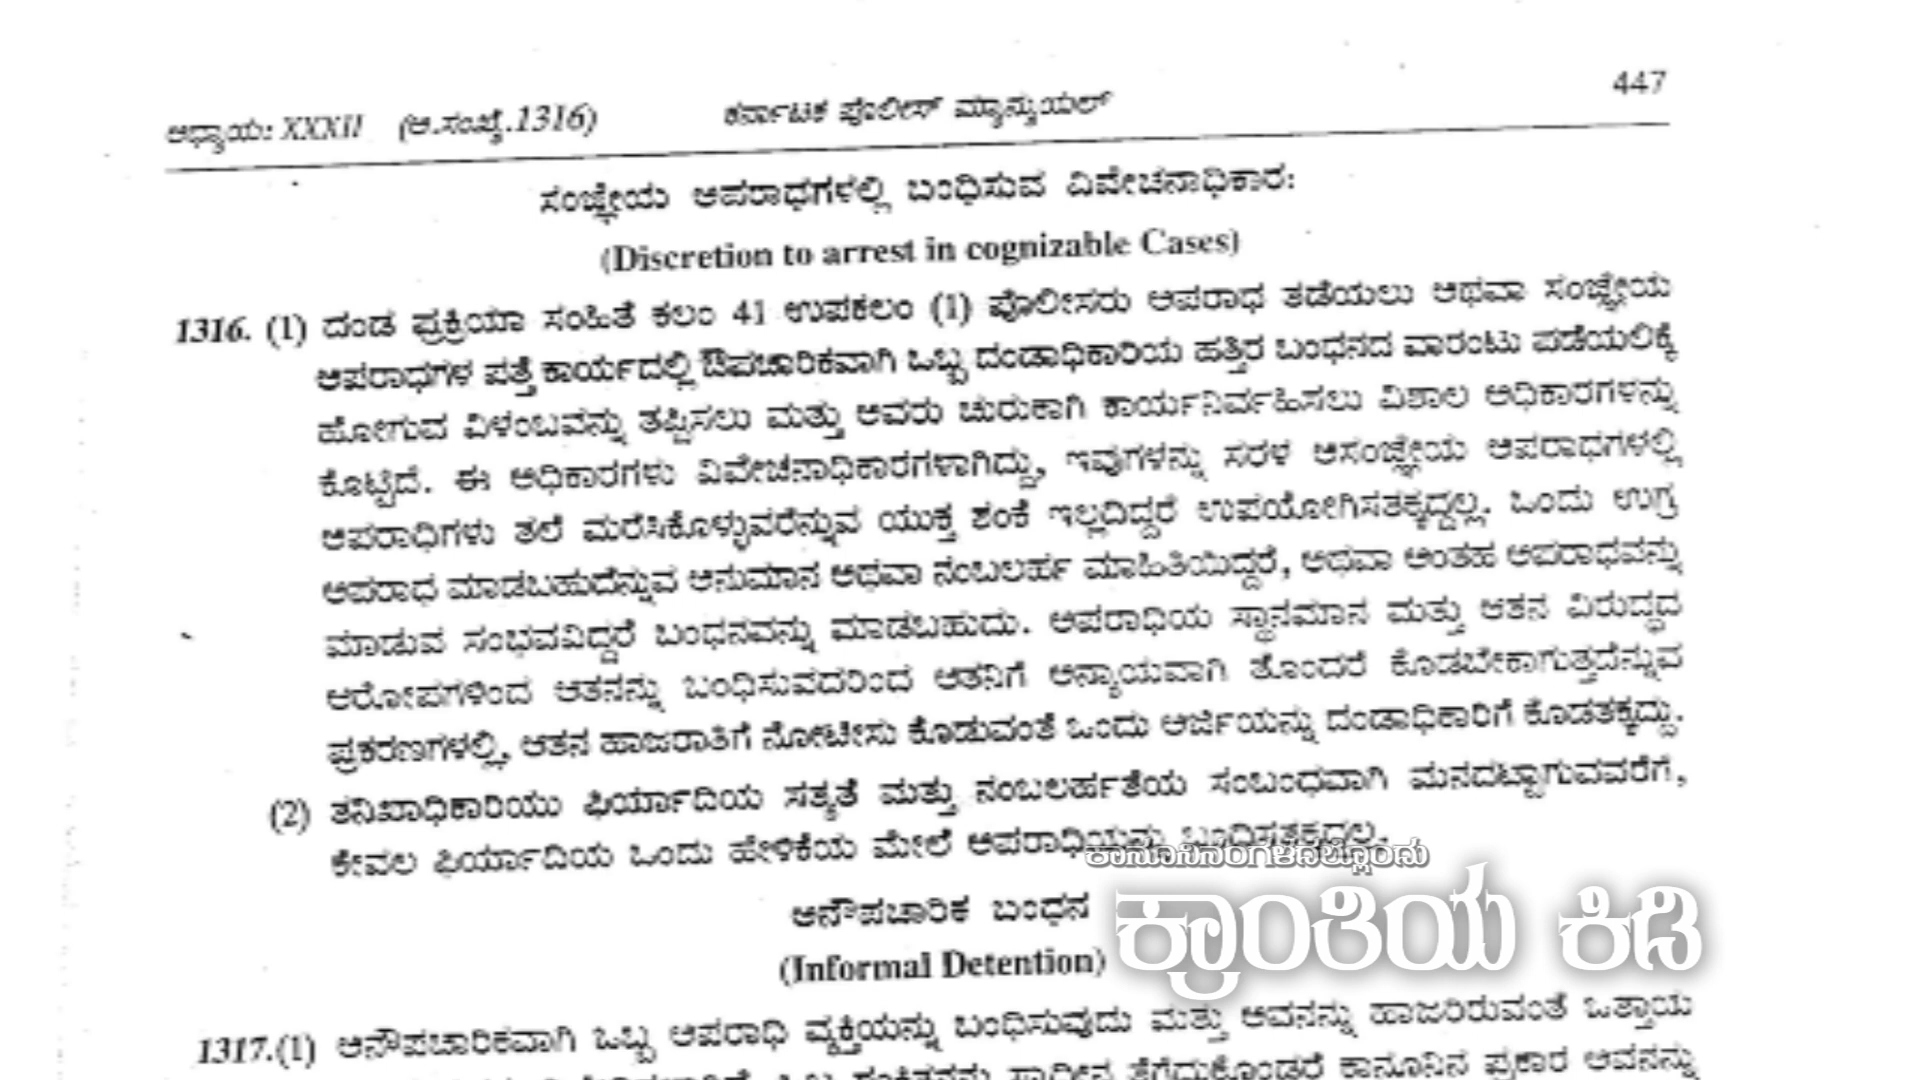 447
ಅಧ್ಯಾಯ: XXXII (ಆ.ಸಂಖ್ಯೆ.1316) ಕರ್ನಾಟಕ ಪೊಲೀಸ್ ಮ್ಯಾನ್ಯುಯಲ್
ಸಂಜ್ಞೇಯ ಅಪರಾಧಗಳಲ್ಲಿ ಬಂಧಿಸುವ ವಿವೇಚನಾಧಿಕಾರ:
(Discretion to arrest in cognizable Cases)
1316. (1) ದಂಡ ಪ್ರಕ್ರಿಯಾ ಸಂಹಿತೆ ಕಲಂ 41 ಉಪಕಲಂ (1) ಪೊಲೀಸರು ಅಪರಾಧ ತಡೆಯಲು ಅಥವಾ ಸಂಜ್ಞೇಯ
ಅಪರಾಧಗಳ ಪತ್ತೆ ಕಾರ್ಯದಲ್ಲಿ ಔಪಚಾರಿಕವಾಗಿ ಒಬ್ಬ ದಂಡಾಧಿಕಾರಿಯ ಹತ್ತಿರ ಬಂಧನದ ವಾರಂಟು ಪಡೆಯಲಿಕ್ಕೆ
ಹೋಗುವ ವಿಳಂಬವನ್ನು ತಪ್ಪಿಸಲು ಮತ್ತು ಅವರು ಚುರುಕಾಗಿ ಕಾರ್ಯನಿರ್ವಹಿಸಲು ವಿಶಾಲ ಅಧಿಕಾರಗಳನ್ನು
ಕೊಟ್ಟಿದೆ. ಈ ಅಧಿಕಾರಗಳು ವಿವೇಚನಾಧಿಕಾರಗಳಾಗಿದ್ದು, ಇವುಗಳನ್ನು ಸರಳ ಅಸಂಜ್ಞೇಯ ಅಪರಾಧಗಳಲ್ಲಿ
ಅಪರಾಧಿಗಳು ತಲೆ ಮರೆಸಿಕೊಳ್ಳುವರೆನ್ನುವ ಯುಕ್ತ ಶಂಕೆ ಇಲ್ಲದಿದ್ದರೆ ಉಪಯೋಗಿಸತಕ್ಕದ್ದಲ್ಲ. ಒಂದು ಉಗ್ರ
ಅಪರಾಧ ಮಾಡಬಹುದೆನ್ನುವ ಅನುಮಾನ ಅಥವಾ ನಂಬಲರ್ಹ ಮಾಹಿತಿಯಿದ್ದರೆ, ಅಥವಾ ಅಂತಹ ಅಪರಾಧವನ್ನು
ಮಾಡುವ ಸಂಭವವಿದ್ದರೆ ಬಂಧನವನ್ನು ಮಾಡಬಹುದು. ಅಪರಾಧಿಯ ಸ್ಥಾನಮಾನ ಮತ್ತು ಆತನ ವಿರುದ್ಧದ
ಆರೋಪಗಳಿಂದ ಆತನನ್ನು ಬಂಧಿಸುವದರಿಂದ ಆತನಿಗೆ ಅನ್ಯಾಯವಾಗಿ ತೊಂದರೆ ಕೊಡಬೇಕಾಗುತ್ತದೆನ್ನುವ
ಪ್ರಕರಣಗಳಲ್ಲಿ, ಆತನ ಹಾಜರಾತಿಗೆ ನೋಟೀಸು ಕೊಡುವಂತೆ ಒಂದು ಅರ್ಜಿಯನ್ನು ದಂಡಾಧಿಕಾರಿಗೆ ಕೊಡತಕ್ಕದ್ದು.
(2) ತನಿಖಾಧಿಕಾರಿಯು ಫಿರ್ಯಾದಿಯ ಸತ್ಯತೆ ಮತ್ತು ನಂಬಲರ್ಹತೆಯ ಸಂಬಂಧವಾಗಿ ಮನದಟ್ಟಾಗುವವರೆಗೆ,
ಕೇವಲ ಫಿರ್ಯಾದಿಯ ಒಂದು ಹೇಳಿಕೆಯ ಮೇಲೆ ಅಪರಾಧಿಯನ್ನು ಬಂಧಿಸತಕ್ಕದ್ದಲ್ಲ.
ಅನೌಪಚಾರಿಕ ಬಂಧನ
ಕ್ರಾಂತಿಯ ಕಿಡಿ
(Informal Detention)
1317.(1) ಅನೌಪಚಾರಿಕವಾಗಿ ಒಬ್ಬ ಅಪರಾಧಿ ವ್ಯಕ್ತಿಯನ್ನು ಬಂಧಿಸುವುದು ಮತ್ತು ಅವನನ್ನು ಹಾಜರಿರುವಂತೆ ಒತ್ತಾಯ
ತೆಗೆದುಕೊಂಡರೆ ಕಾನೂನಿನ ಪ್ರಕಾರ ಅವನನ್ನು